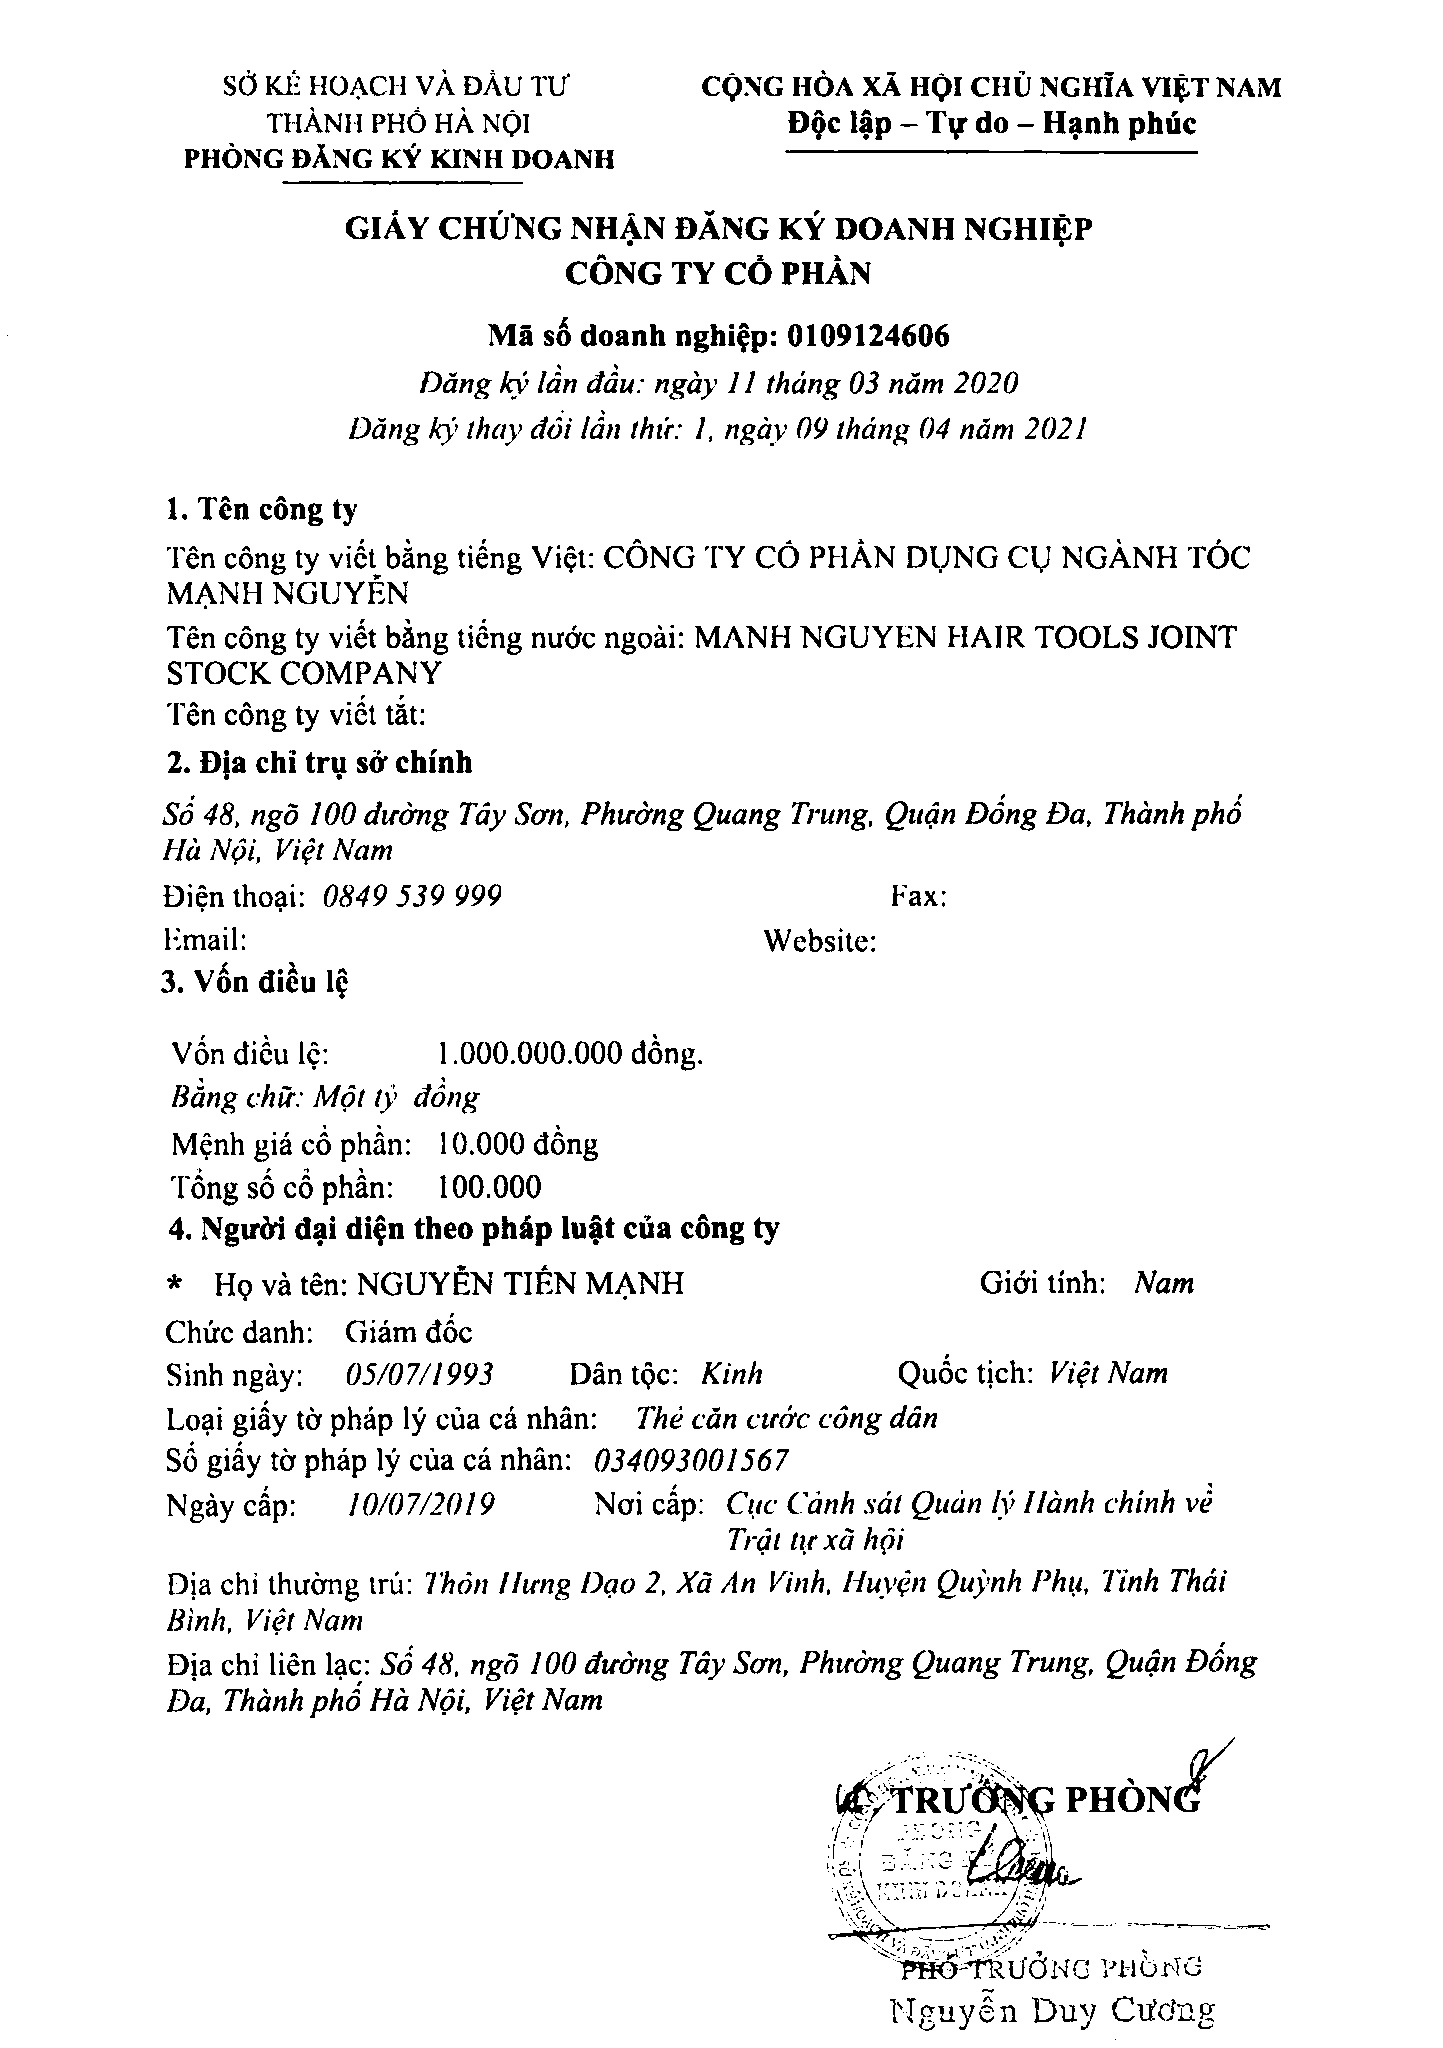 SỞ KẾ HOẠCH VÀ ĐẦU TƯ
THÀNH PHỐ HÀ NỘI
PHÒNG ĐĂNG KÝ KINH DOANH
CỘNG HÒA XÃ HỘI CHỦ NGHĨA VIỆT NAM
Độc lập – Tự do – Hạnh phúc
GIẤY CHỨNG NHẬN ĐĂNG KÝ DOANH NGHIỆP
CÔNG TY CỔ PHẦN
Mã số doanh nghiệp: 0109124606
Đăng ký lần đầu: ngày 11 tháng 03 năm 2020
Đăng ký thay đổi lần thứ: 1, ngày 09 tháng 04 năm 2021
1. Tên công ty
Tên công ty viết bằng tiếng Việt: CÔNG TY CỔ PHẦN DỤNG CỤ NGÀNH TÓC
MẠNH NGUYỄN
Tên công ty viết bằng tiếng nước ngoài: MANH NGUYEN HAIR TOOLS JOINT
STOCK COMPANY
Tên công ty viết tắt:
2. Địa chỉ trụ sở chính
Số 48, ngõ 100 đường Tây Sơn, Phường Quang Trung, Quận Đống Đa, Thành phố
Hà Nội, Việt Nam
Điện thoại: 0849 539 999 Fax:
Email: Website:
3. Vốn điều lệ
Vốn điều lệ: 1.000.000.000 đồng.
Bằng chữ: Một tỷ đồng
Mệnh giá cổ phần: 10.000 đồng
Tổng số cổ phần: 100.000
4. Người đại diện theo pháp luật của công ty
* Họ và tên: NGUYỄN TIẾN MẠNH Giới tính: Nam
Chức danh: Giám đốc
Sinh ngày: 05/07/1993 Dân tộc: Kinh Quốc tịch: Việt Nam
Loại giấy tờ pháp lý của cá nhân: Thẻ căn cước công dân
Số giấy tờ pháp lý của cá nhân: 034093001567
Ngày cấp: 10/07/2019 Nơi cấp: Cục Cảnh sát Quản lý Hành chính về
Trật tự xã hội
Địa chỉ thường trú: Thôn Hưng Đạo 2, Xã An Vinh, Huyện Quỳnh Phụ, Tỉnh Thái
Bình, Việt Nam
Địa chỉ liên lạc: Số 48, ngõ 100 đường Tây Sơn, Phường Quang Trung, Quận Đống
Đa, Thành phố Hà Nội, Việt Nam
TRƯỞNG PHÒNG
PHÒNG
ĐĂNG KÝ
KINH DOANH
PHÓ TRƯỞNG PHÒNG
Nguyễn Duy Cương